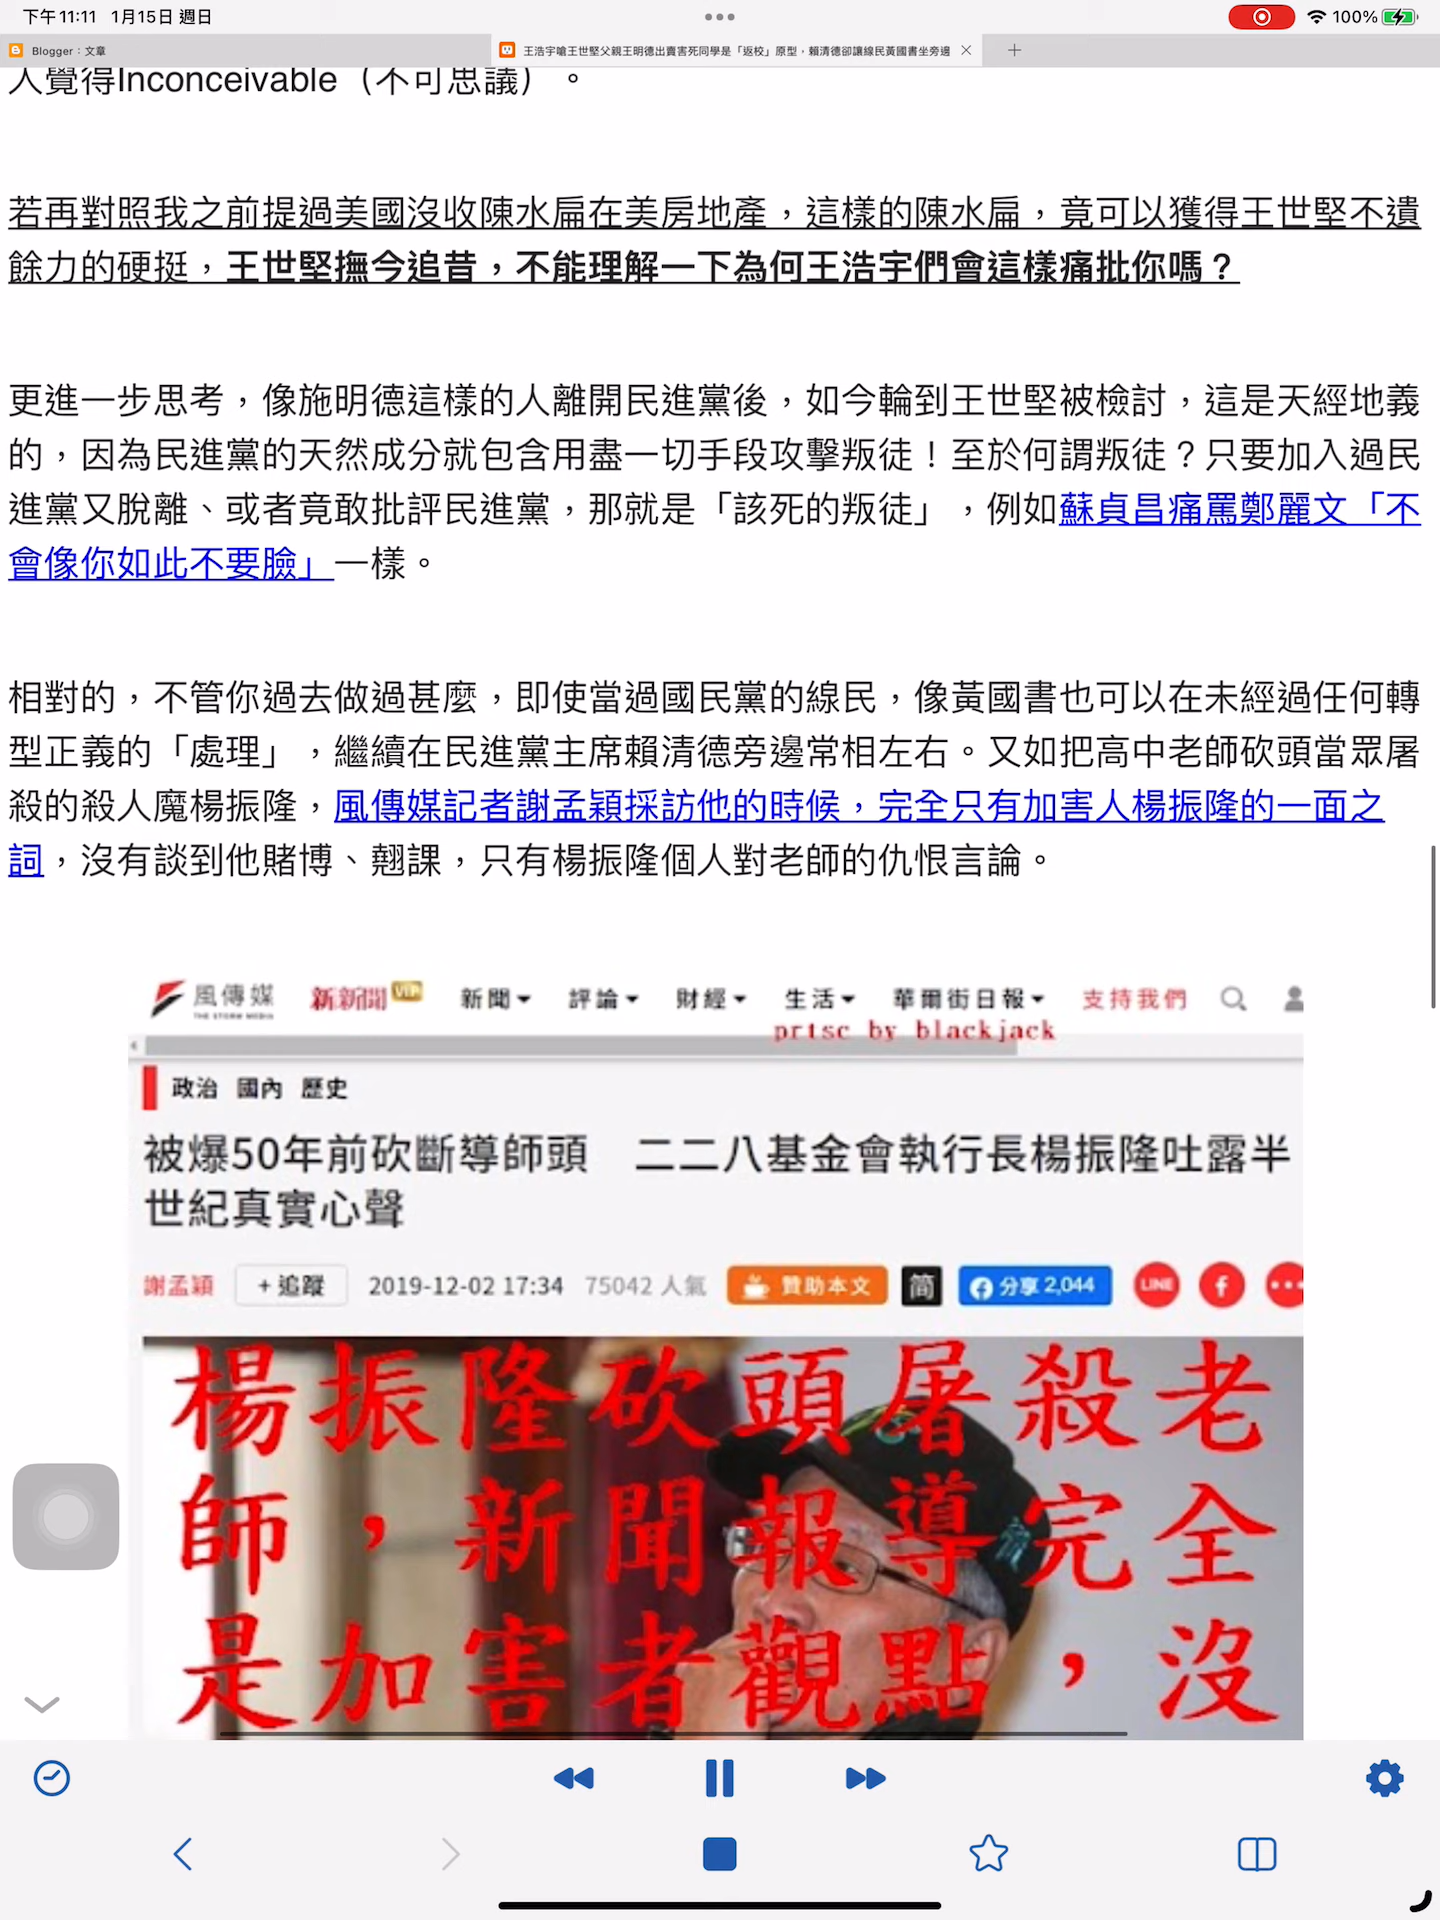 下午11:11 1月15日 週日
100%
Blogger：文章
王浩宇嗆王世堅父親王明德出賣害死同學是「返校」原型，賴清德卻讓線民黃國書坐旁邊
人覺得Inconceivable（不可思議）。
若再對照我之前提過美國沒收陳水扁在美房地產，這樣的陳水扁，竟可以獲得王世堅不遺
餘力的硬挺，王世堅撫今追昔，不能理解一下為何王浩宇們會這樣痛批你嗎？
更進一步思考，像施明德這樣的人離開民進黨後，如今輪到王世堅被檢討，這是天經地義
的，因為民進黨的天然成分就包含用盡一切手段攻擊叛徒！至於何謂叛徒？只要加入過民
進黨又脫離、或者竟敢批評民進黨，那就是「該死的叛徒」，例如蘇貞昌痛罵鄭麗文「不
會像你如此不要臉」一樣。
相對的，不管你過去做過甚麼，即使當過國民黨的線民，像黃國書也可以在未經過任何轉
型正義的「處理」，繼續在民進黨主席賴清德旁邊常相左右。又如把高中老師砍頭當眾屠
殺的殺人魔楊振隆，風傳媒記者謝孟穎採訪他的時候，完全只有加害人楊振隆的一面之
詞，沒有談到他賭博、翹課，只有楊振隆個人對老師的仇恨言論。
風傳媒 新新聞 VIP 新聞 評論 財經 生活 華爾街日報 支持我們
THE STORM MEDIA
prtsc by blackjack
政治 國內 歷史
被爆50年前砍斷導師頭 二二八基金會執行長楊振隆吐露半
世紀真實心聲
謝孟穎 +追蹤 2019-12-02 17:34 75042 人氣 贊助本文 简 分享 2,044 LINE
楊振隆砍頭屠殺老
師，新聞報導完全
是加害者觀點，沒